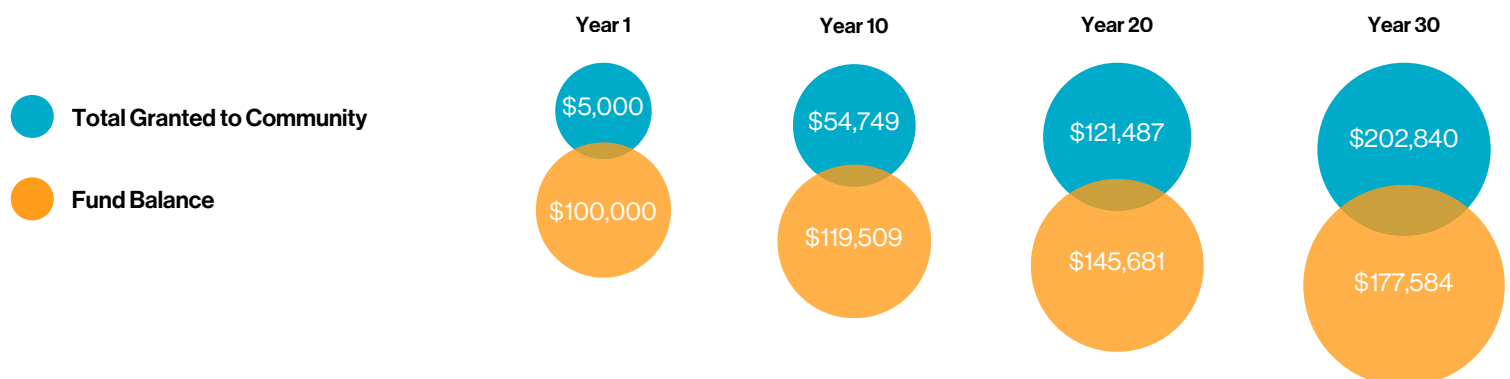 Year 1
Year 10
Year 20
Year 30
Total Granted to Community
$5,000
$54,749
$121,487
$202,840
Fund Balance
$100,000
$119,509
$145,681
$177,584